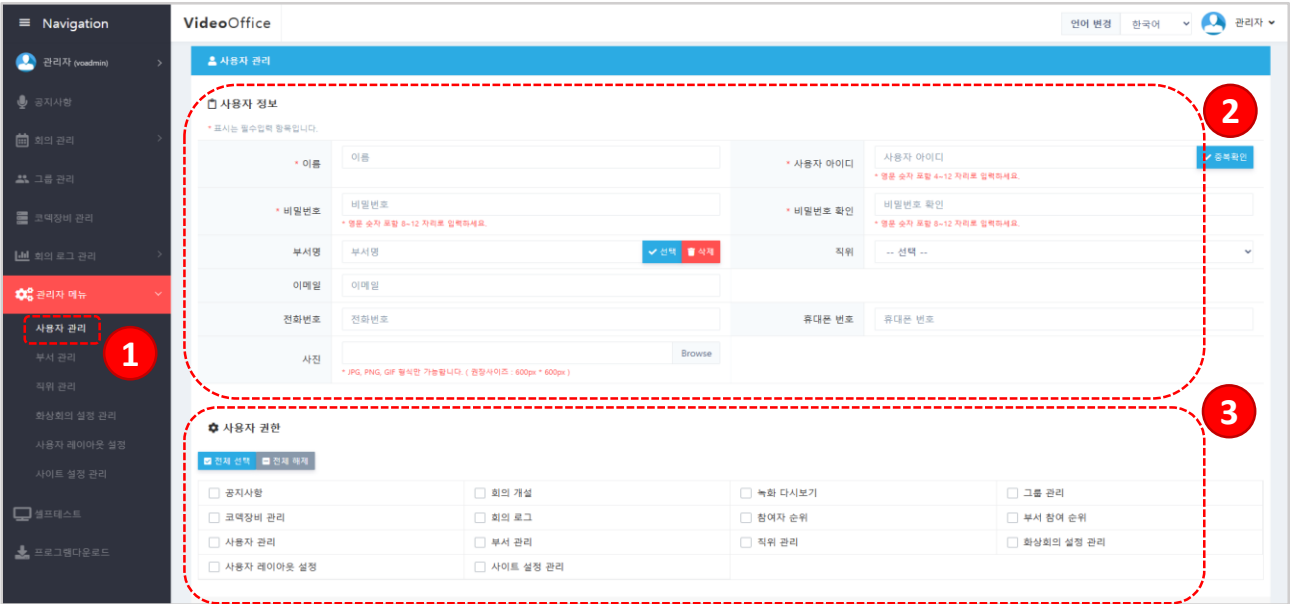 Navigation
VideoOffice
언어 변경 한국어 관리자
관리자 (voadmin)
공지사항
회의 관리
그룹 관리
코덱장비 관리
회의 로그 관리
관리자 메뉴
사용자 관리
1
부서 관리
직위 관리
화상회의 설정 관리
사용자 레이아웃 설정
사이트 설정 관리
셀프테스트
프로그램다운로드
사용자 관리
2
사용자 정보
* 표시는 필수입력 항목입니다.
* 이름 이름 * 사용자 아이디 사용자 아이디 중복확인
* 영문 숫자 포함 4~12 자리로 입력하세요.
* 비밀번호 비밀번호 * 비밀번호 확인 비밀번호 확인
* 영문 숫자 포함 8~12 자리로 입력하세요. * 영문 숫자 포함 8~12 자리로 입력하세요.
부서명 부서명 선택 삭제 직위 -- 선택 --
이메일 이메일
전화번호 전화번호 휴대폰 번호 휴대폰 번호
사진 Browse
* JPG, PNG, GIF 형식만 가능합니다. ( 권장사이즈 : 600px * 600px )
3
사용자 권한
전체 선택 전체 해제
공지사항 회의 개설 녹화 다시보기 그룹 관리
코덱장비 관리 회의 로그 참여자 순위 부서 참여 순위
사용자 관리 부서 관리 직위 관리 화상회의 설정 관리
사용자 레이아웃 설정 사이트 설정 관리